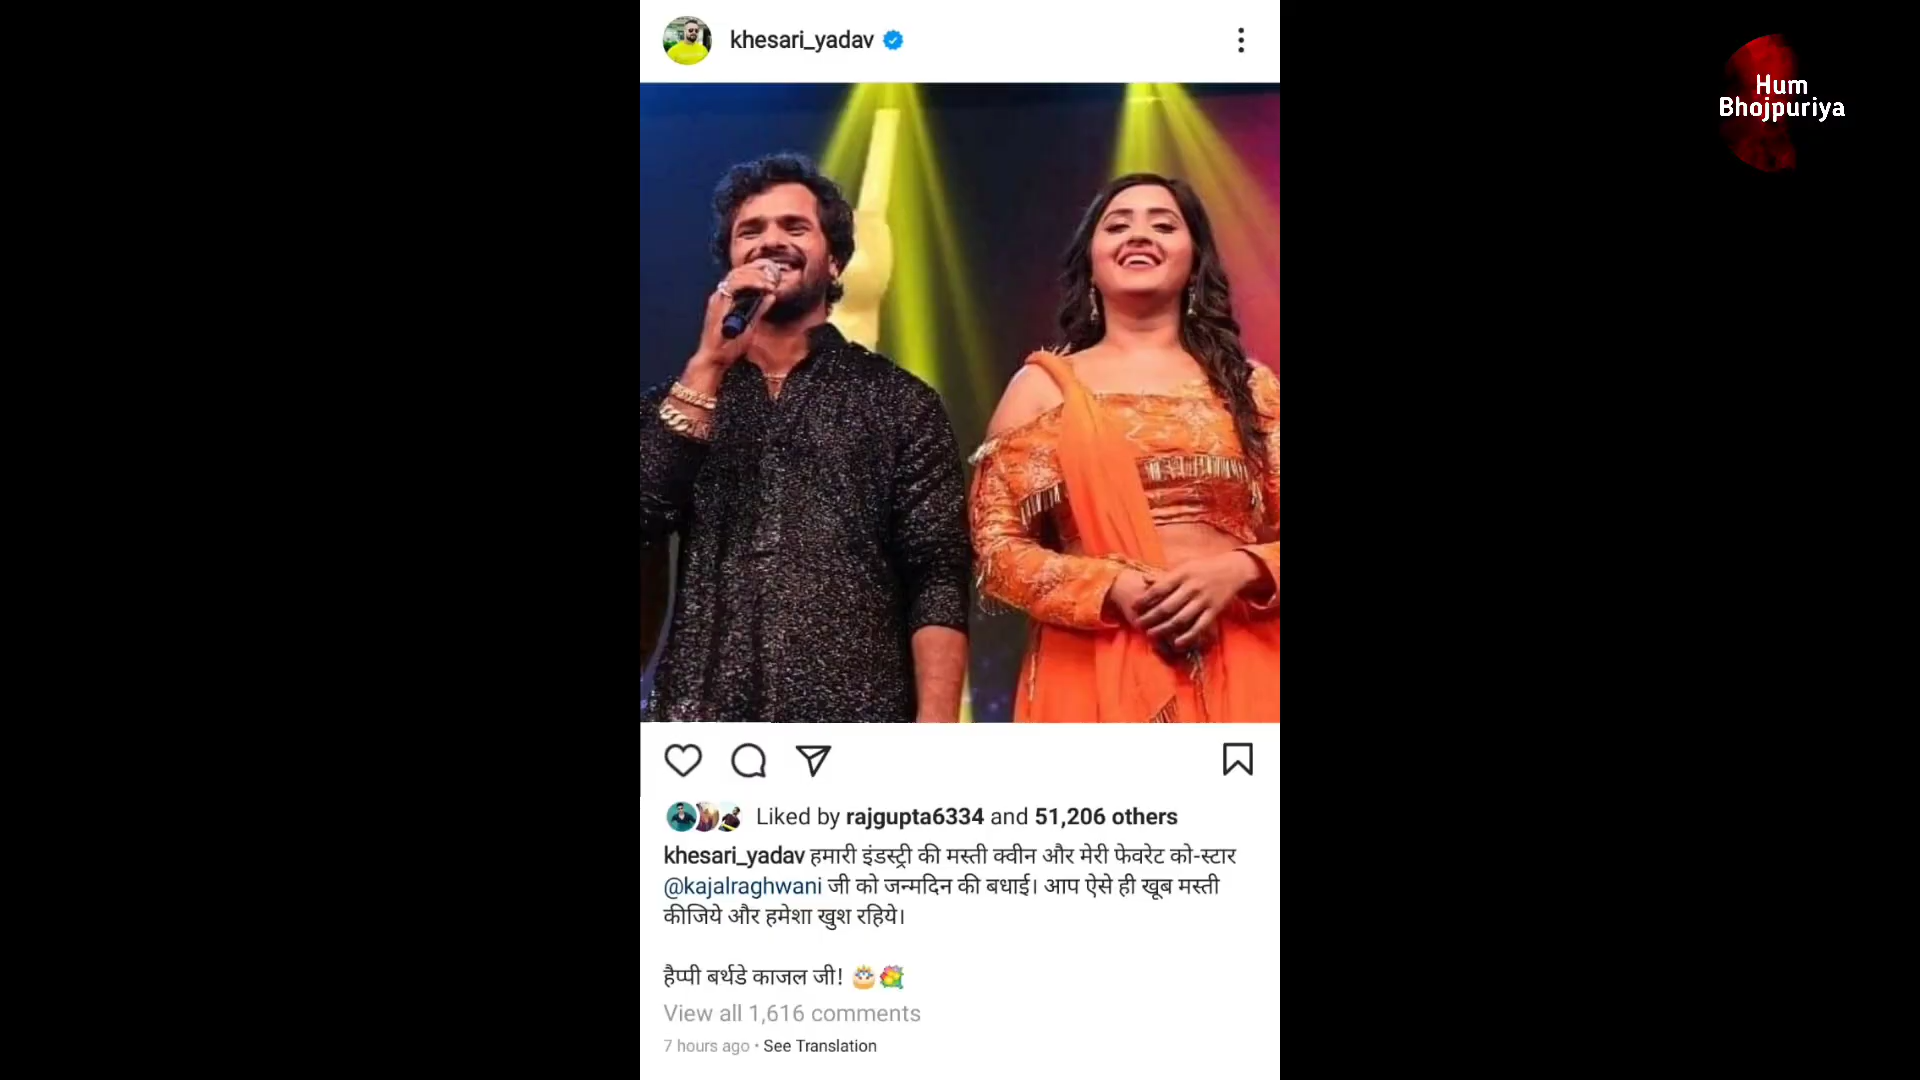 khesari_yadav
Hum
Bhojpuriya
Liked by rajgupta6334 and 51,206 others
khesari_yadav हमारी इंडस्ट्री की मस्ती क्वीन और मेरी फेवरेट को-स्टार
@kajalraghwani जी को जन्मदिन की बधाई। आप ऐसे ही खूब मस्ती
कीजिये और हमेशा खुश रहिये।
हैप्पी बर्थडे काजल जी! 🎂💐
View all 1,616 comments
7 hours ago • See Translation